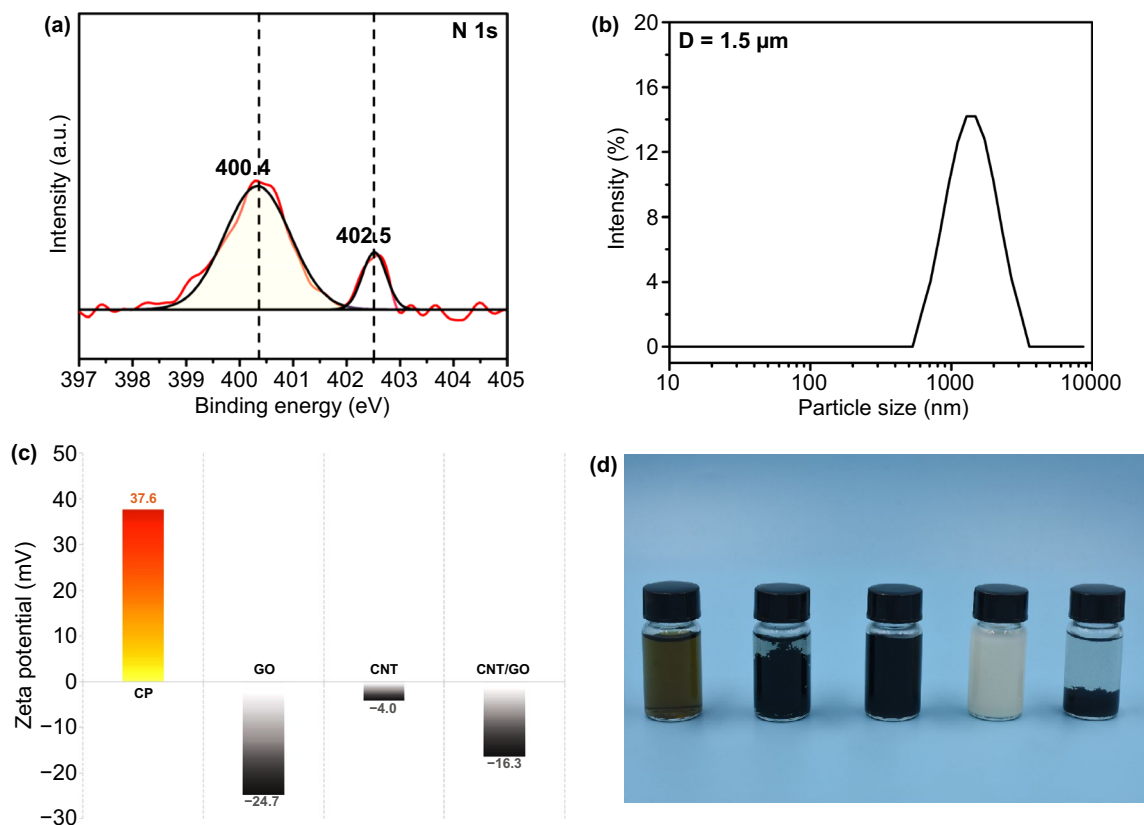 (a)
N 1s
400.4
402.5
Intensity (a.u.)
397 398 399 400 401 402 403 404 405
Binding energy (eV)
(b)
D = 1.5 µm
20
16
12
8
4
0
Intensity (%)
10 100 1000 10000
Particle size (nm)
(c)
50
40
30
20
10
0
−10
−20
−30
Zeta potential (mV)
37.6
CP
GO
−24.7
CNT
−4.0
CNT/GO
−16.3
(d)